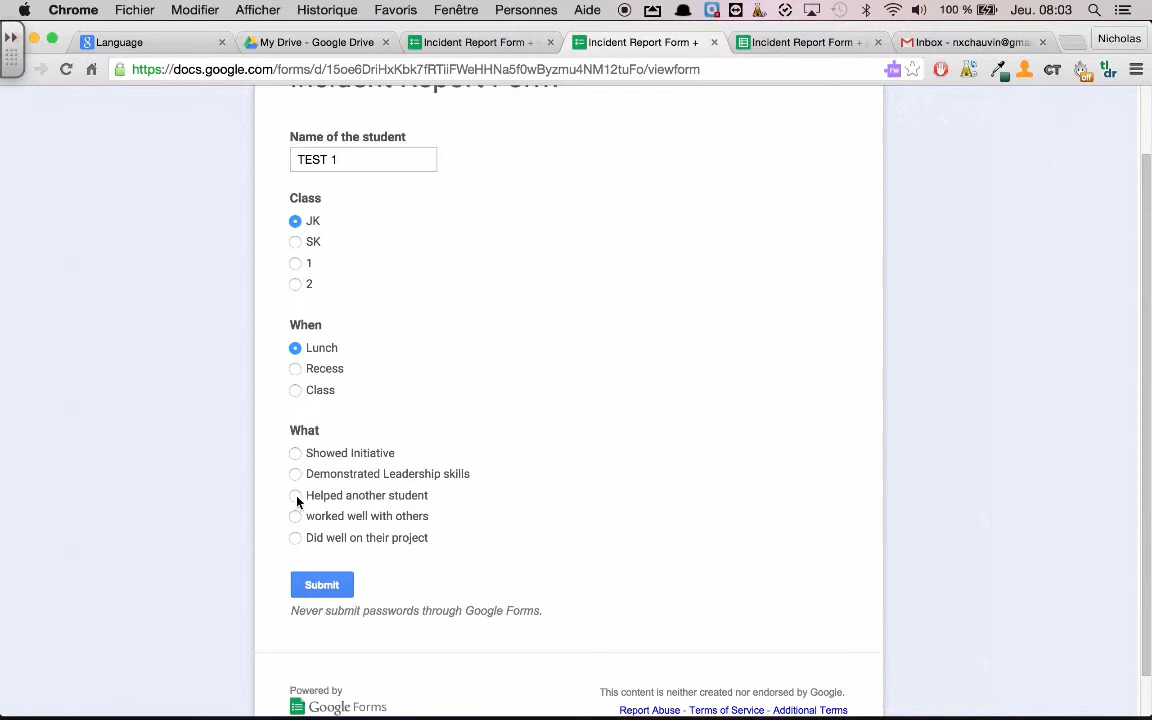 Chrome Fichier Modifier Afficher Historique Favoris Fenêtre Personnes Aide 100 % Jeu. 08:03
Language My Drive - Google Drive Incident Report Form + Incident Report Form + Incident Report Form + Inbox - nxchauvin@gma Nicholas
https://docs.google.com/forms/d/15oe6DriHxKbk7fRTiiFWeHHNa5f0wByzmu4NM12tuFo/viewform
Incident Report Form
Name of the student
TEST 1
Class
JK
SK
1
2
When
Lunch
Recess
Class
What
Showed Initiative
Demonstrated Leadership skills
Helped another student
worked well with others
Did well on their project
Submit
Never submit passwords through Google Forms.
Powered by
Google Forms
This content is neither created nor endorsed by Google.
Report Abuse - Terms of Service - Additional Terms